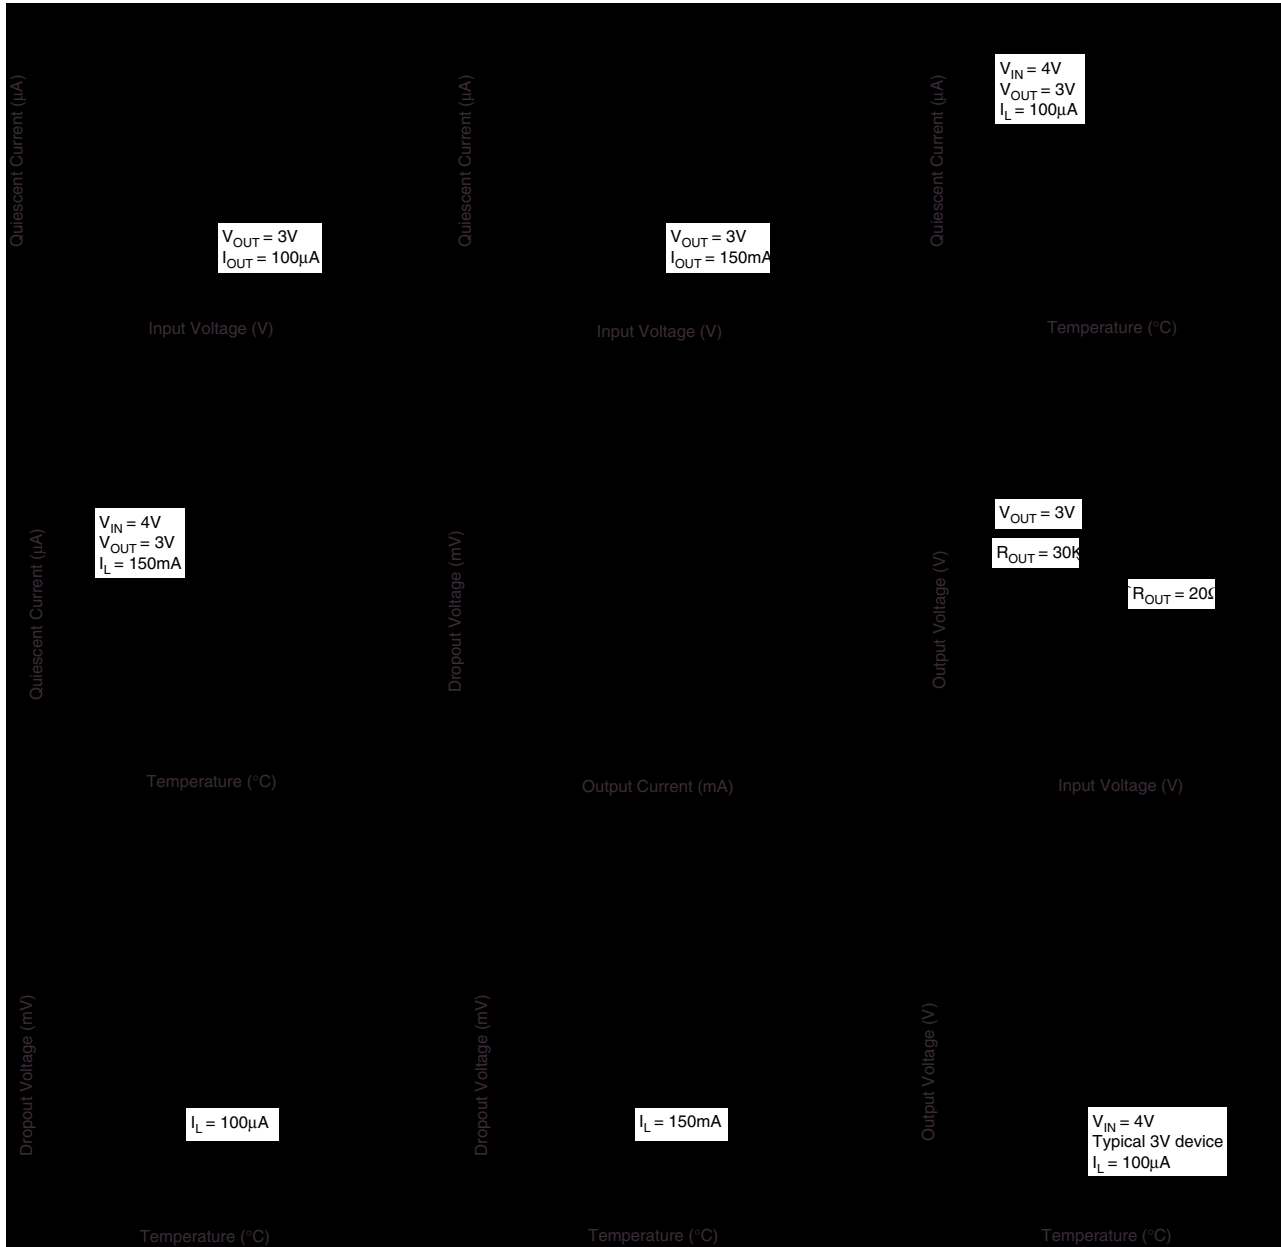 Quiescent Current (µA)
V_OUT = 3V
I_OUT = 100µA
Input Voltage (V)
Quiescent Current (µA)
V_OUT = 3V
I_OUT = 150mA
Input Voltage (V)
Quiescent Current (µA)
V_IN = 4V
V_OUT = 3V
I_L = 100µA
Temperature (°C)
Quiescent Current (µA)
V_IN = 4V
V_OUT = 3V
I_L = 150mA
Temperature (°C)
Dropout Voltage (mV)
Output Current (mA)
Output Voltage (V)
V_OUT = 3V
R_OUT = 30K
R_OUT = 20Ω
Input Voltage (V)
Dropout Voltage (mV)
I_L = 100µA
Temperature (°C)
Dropout Voltage (mV)
I_L = 150mA
Temperature (°C)
Output Voltage (V)
V_IN = 4V
Typical 3V device
I_L = 100µA
Temperature (°C)